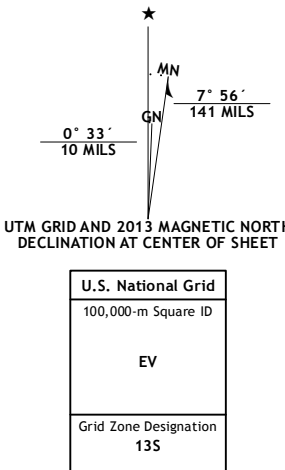 ★
MN
GN
7° 56´
141 MILS
0° 33´
10 MILS
UTM GRID AND 2013 MAGNETIC NORTH
DECLINATION AT CENTER OF SHEET
U.S. National Grid
100,000-m Square ID
EV
Grid Zone Designation
13S